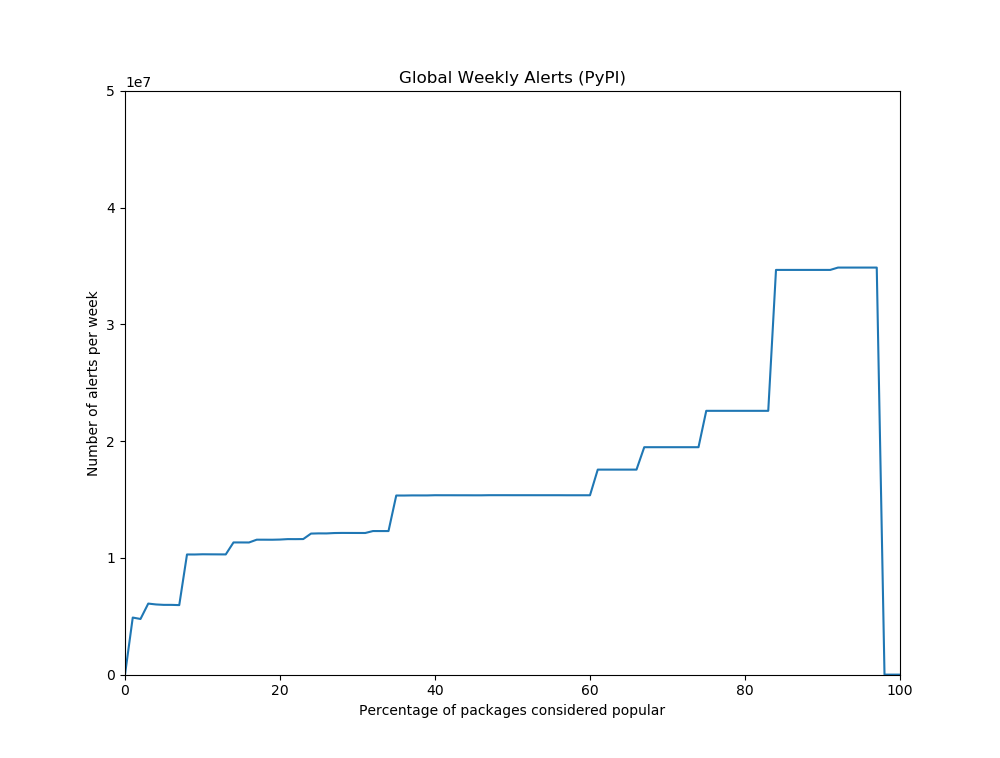 Global Weekly Alerts (PyPI)
1e7
5
4
3
2
1
0
Number of alerts per week
0 20 40 60 80 100
Percentage of packages considered popular